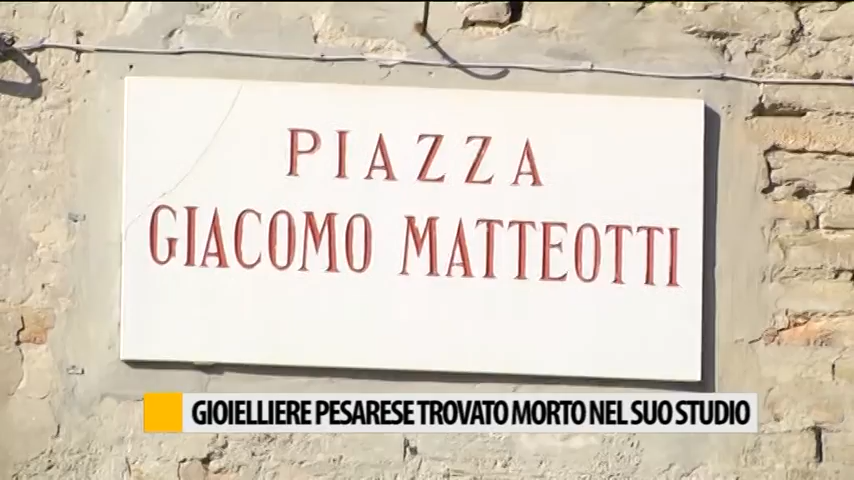 PIAZZA
GIACOMO MATTEOTTI
GIOIELLIERE PESARESE TROVATO MORTO NEL SUO STUDIO